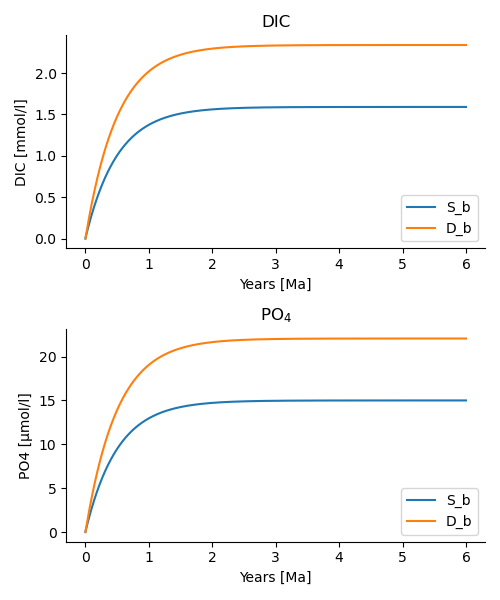 DIC
DIC [mmol/l]
2.0
1.5
1.0
0.5
0.0
S_b
D_b
0 1 2 3 4 5 6
Years [Ma]
PO₄
PO4 [μmol/l]
20
15
10
5
0
S_b
D_b
0 1 2 3 4 5 6
Years [Ma]